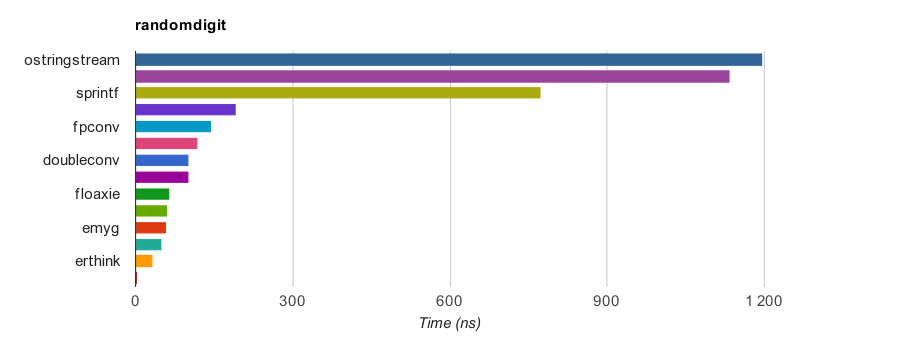 randomdigit
ostringstream
sprintf
fpconv
doubleconv
floaxie
emyg
erthink
0 300 600 900 1 200
Time (ns)